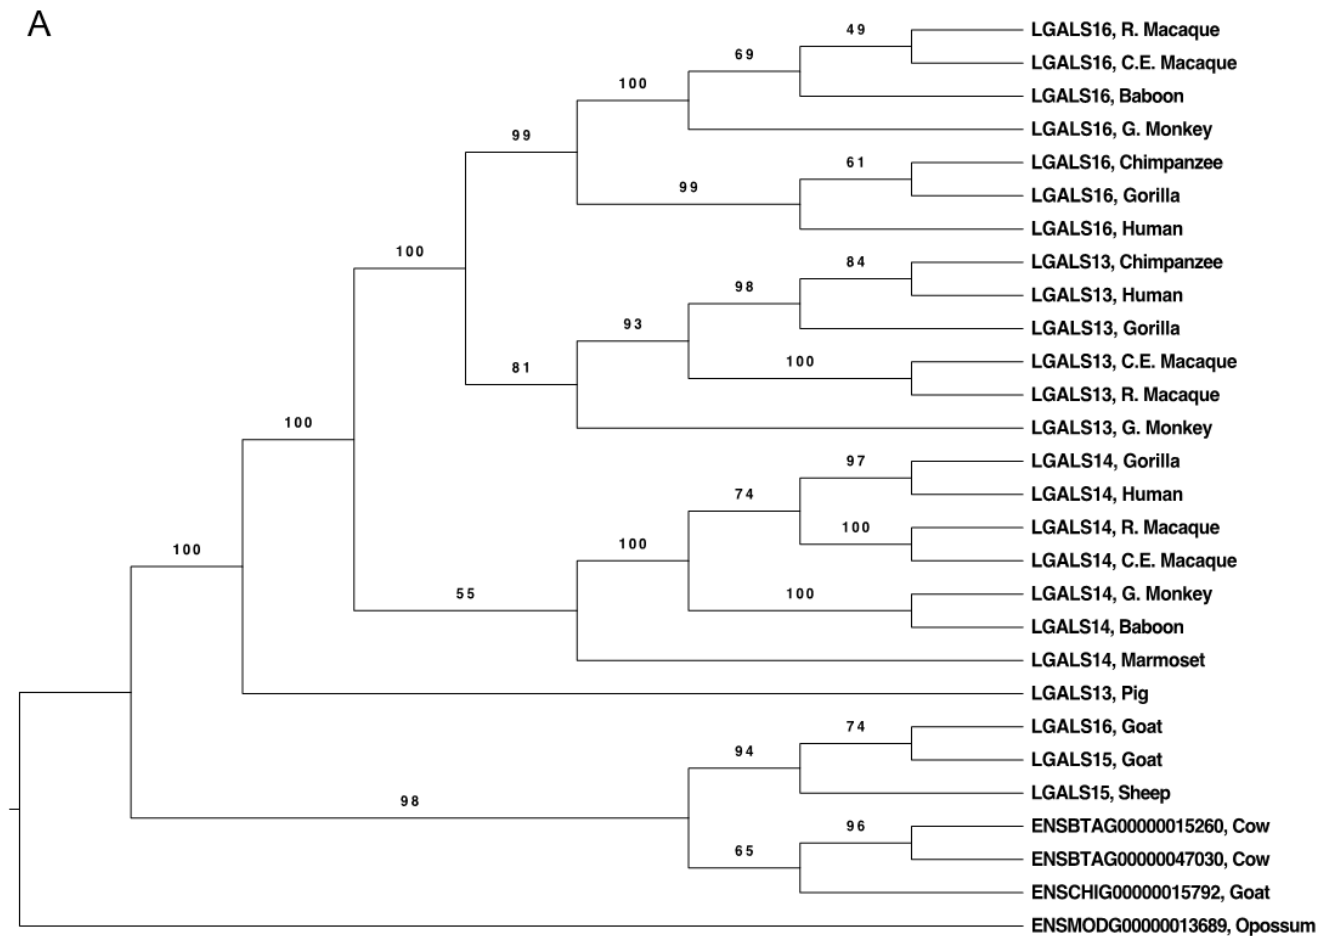 A
49
LGALS16, R. Macaque
69
LGALS16, C.E. Macaque
100
LGALS16, Baboon
99
LGALS16, G. Monkey
61
LGALS16, Chimpanzee
99
LGALS16, Gorilla
LGALS16, Human
100
84
LGALS13, Chimpanzee
98
LGALS13, Human
93
LGALS13, Gorilla
81
100
LGALS13, C.E. Macaque
LGALS13, R. Macaque
100
LGALS13, G. Monkey
97
LGALS14, Gorilla
74
LGALS14, Human
100
LGALS14, R. Macaque
100
100
LGALS14, C.E. Macaque
55
100
LGALS14, G. Monkey
LGALS14, Baboon
LGALS14, Marmoset
LGALS13, Pig
74
LGALS16, Goat
94
LGALS15, Goat
98
LGALS15, Sheep
96
ENSBTAG00000015260, Cow
65
ENSBTAG00000047030, Cow
ENSCHIG00000015792, Goat
ENSMODG00000013689, Opossum